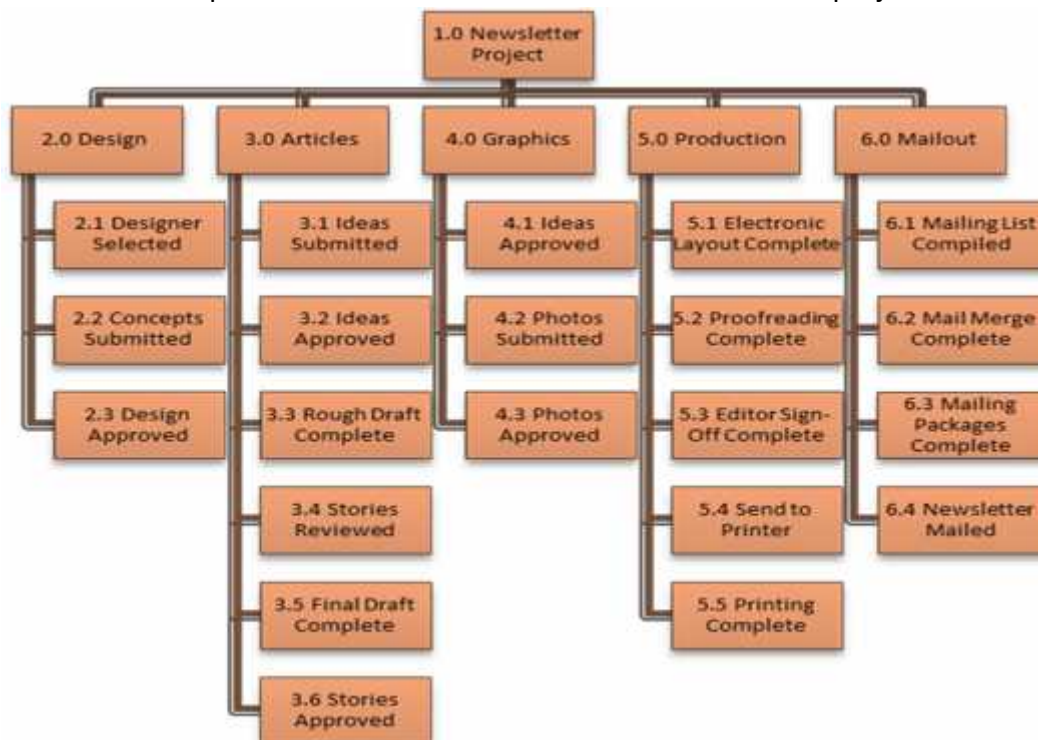 1.0 Newsletter
Project
2.0 Design
3.0 Articles
4.0 Graphics
5.0 Production
6.0 Mailout
2.1 Designer
Selected
2.2 Concepts
Submitted
2.3 Design
Approved
3.1 Ideas
Submitted
3.2 Ideas
Approved
3.3 Rough Draft
Complete
3.4 Stories
Reviewed
3.5 Final Draft
Complete
3.6 Stories
Approved
4.1 Ideas
Approved
4.2 Photos
Submitted
4.3 Photos
Approved
5.1 Electronic
Layout Complete
5.2 Proofreading
Complete
5.3 Editor Sign-
Off Complete
5.4 Send to
Printer
5.5 Printing
Complete
6.1 Mailing List
Compiled
6.2 Mail Merge
Complete
6.3 Mailing
Packages
Complete
6.4 Newsletter
Mailed